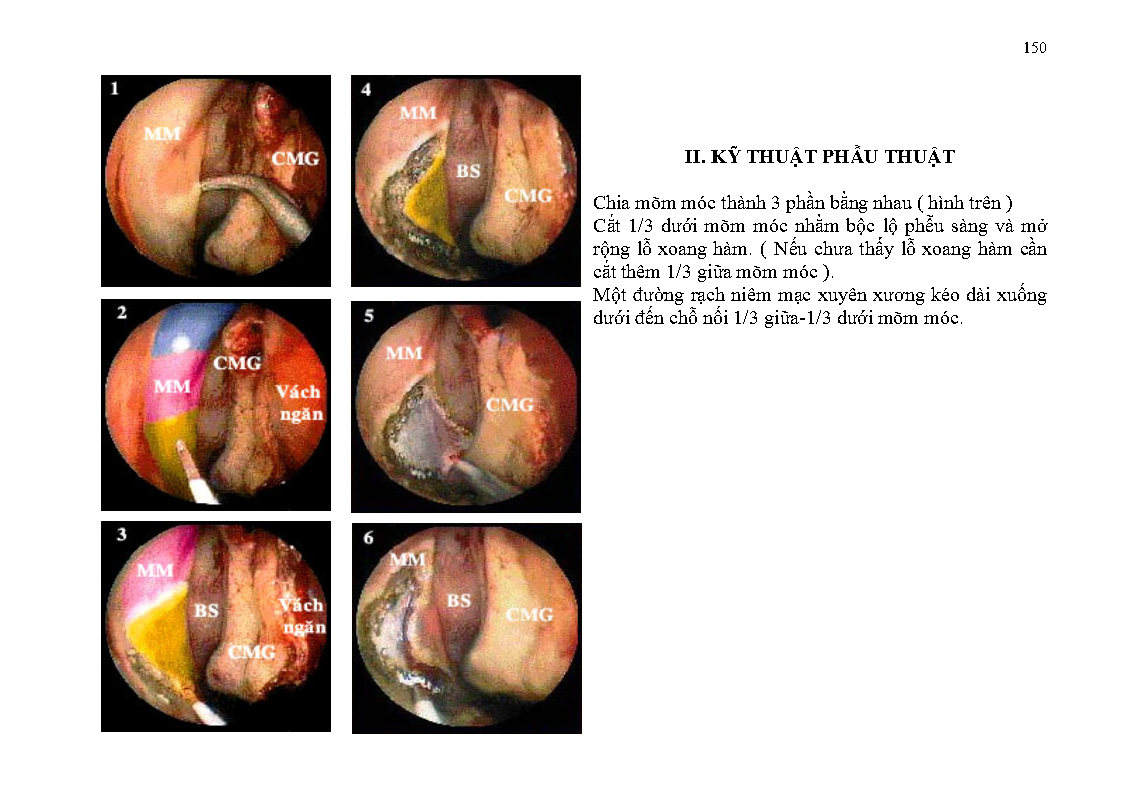 150
1
MM
CMG
2
CMG
MM
Vách
ngăn
3
MM
BS
Vách
ngăn
CMG
4
MM
BS
CMG
5
MM
CMG
6
MM
BS
CMG
II. KỸ THUẬT PHẪU THUẬT
Chia mõm móc thành 3 phần bằng nhau ( hình trên )
Cắt 1/3 dưới mõm móc nhằm bộc lộ phễu sàng và mở
rộng lỗ xoang hàm. ( Nếu chưa thấy lỗ xoang hàm cần
cắt thêm 1/3 giữa mõm móc ).
Một đường rạch niêm mạc xuyên xương kéo dài xuống
dưới đến chỗ nối 1/3 giữa-1/3 dưới mõm móc.